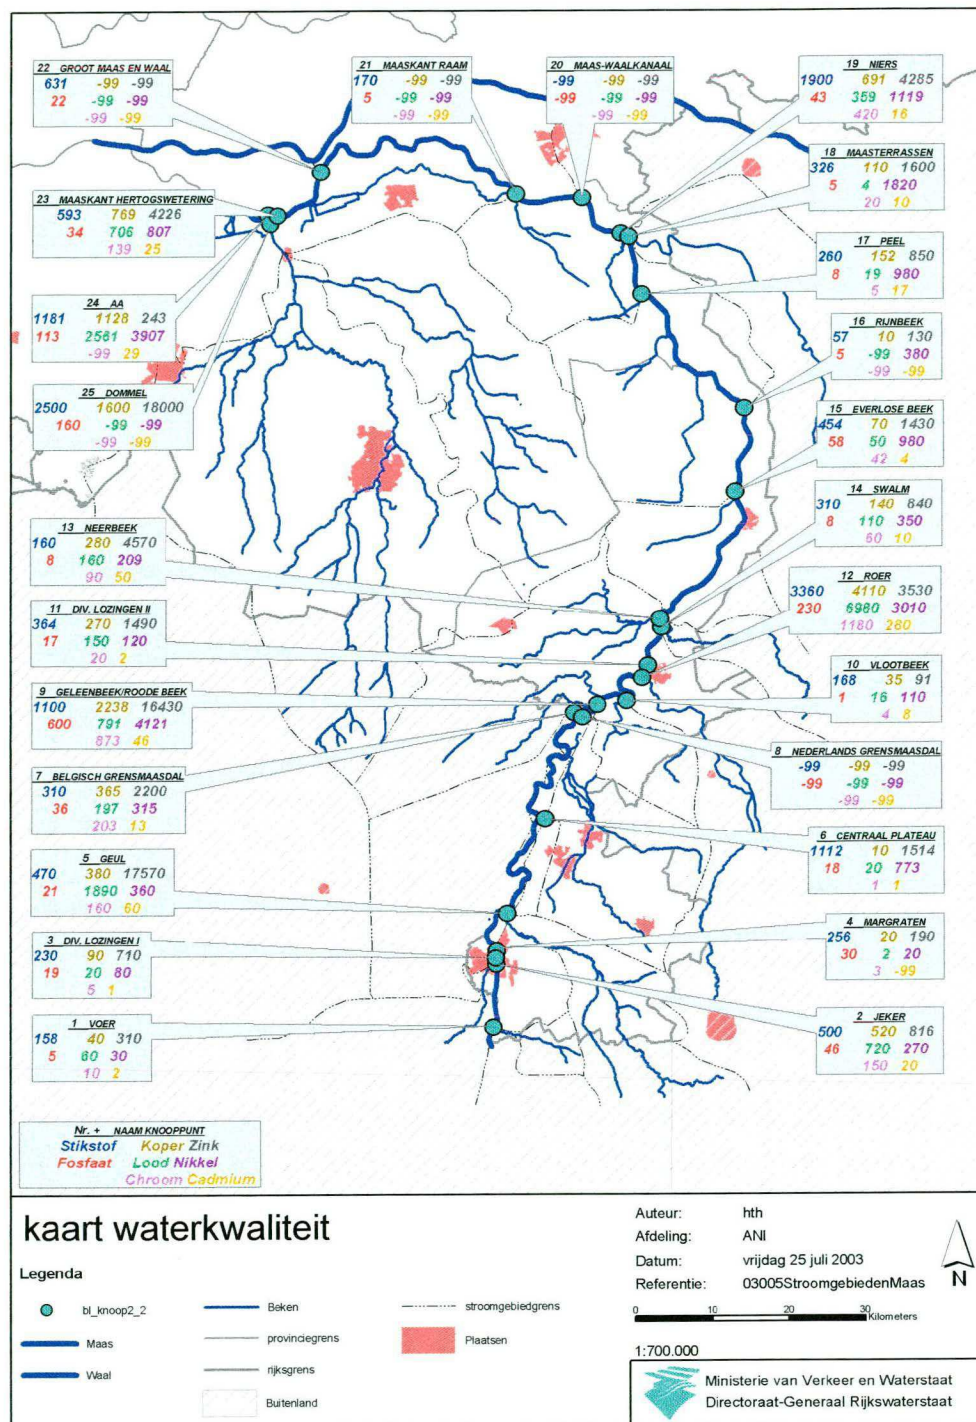 22 GROOT MAAS EN WAAL
631 -99 -99
22 -99 -99
-99 -99
21 MAASKANT RAAM
170 -99 -99
5 -99 -99
-99 -99
20 MAAS-WAALKANAAL
-99 -99 -99
-99 -99 -99
-99 -99
19 NIERS
1900 691 4285
43 359 1119
420 16
18 MAASTERRASSEN
326 110 1600
5 4 1820
20 10
23 MAASKANT HERTOGSWETERING
593 769 4226
34 706 807
139 25
17 PEEL
260 152 850
8 19 980
5 17
24 AA
1181 1128 243
113 2561 3907
-99 29
16 RIJNBEEK
57 10 130
5 -99 380
-99 -99
25 DOMMEL
2500 1600 18000
160 -99 -99
-99 -99
15 EVERLOSE BEEK
454 70 1430
58 50 980
42 4
14 SWALM
310 140 840
8 110 350
60 10
13 NEERBEEK
160 280 4570
8 160 209
90 50
12 ROER
3360 4110 3530
230 6980 3010
1180 280
11 DIV. LOZINGEN II
364 270 1490
17 150 120
20 2
10 VLOOTBEEK
168 35 91
1 16 110
4 8
9 GELEENBEEK/ROODE BEEK
1100 2238 16430
600 791 4121
873 46
8 NEDERLANDS GRENSMAASDAL
-99 -99 -99
-99 -99 -99
-99 -99
7 BELGISCH GRENSMAASDAL
310 365 2200
36 197 315
203 13
6 CENTRAAL PLATEAU
1112 10 1514
18 20 773
1 1
5 GEUL
470 380 17570
21 1890 360
160 60
4 MARGRATEN
256 20 190
30 2 20
3 -99
3 DIV. LOZINGEN I
230 90 710
19 20 80
5 1
2 JEKER
500 520 816
46 720 270
150 20
1 VOER
158 40 310
5 60 30
10 2
Nr. + NAAM KNOOPPUNT
Stikstof Koper Zink
Fosfaat Lood Nikkel
Chroom Cadmium
kaart waterkwaliteit
Legenda
bl_knoop2_2
Maas
Waal
Beken
provinciegrens
rijksgrens
Buitenland
stroomgebiedgrens
Plaatsen
Auteur: hth
Afdeling: ANI
Datum: vrijdag 25 juli 2003
Referentie: 03005StroomgebiedenMaas
0 10 20 30
Kilometers
1:700.000
N
Ministerie van Verkeer en Waterstaat
Directoraat-Generaal Rijkswaterstaat